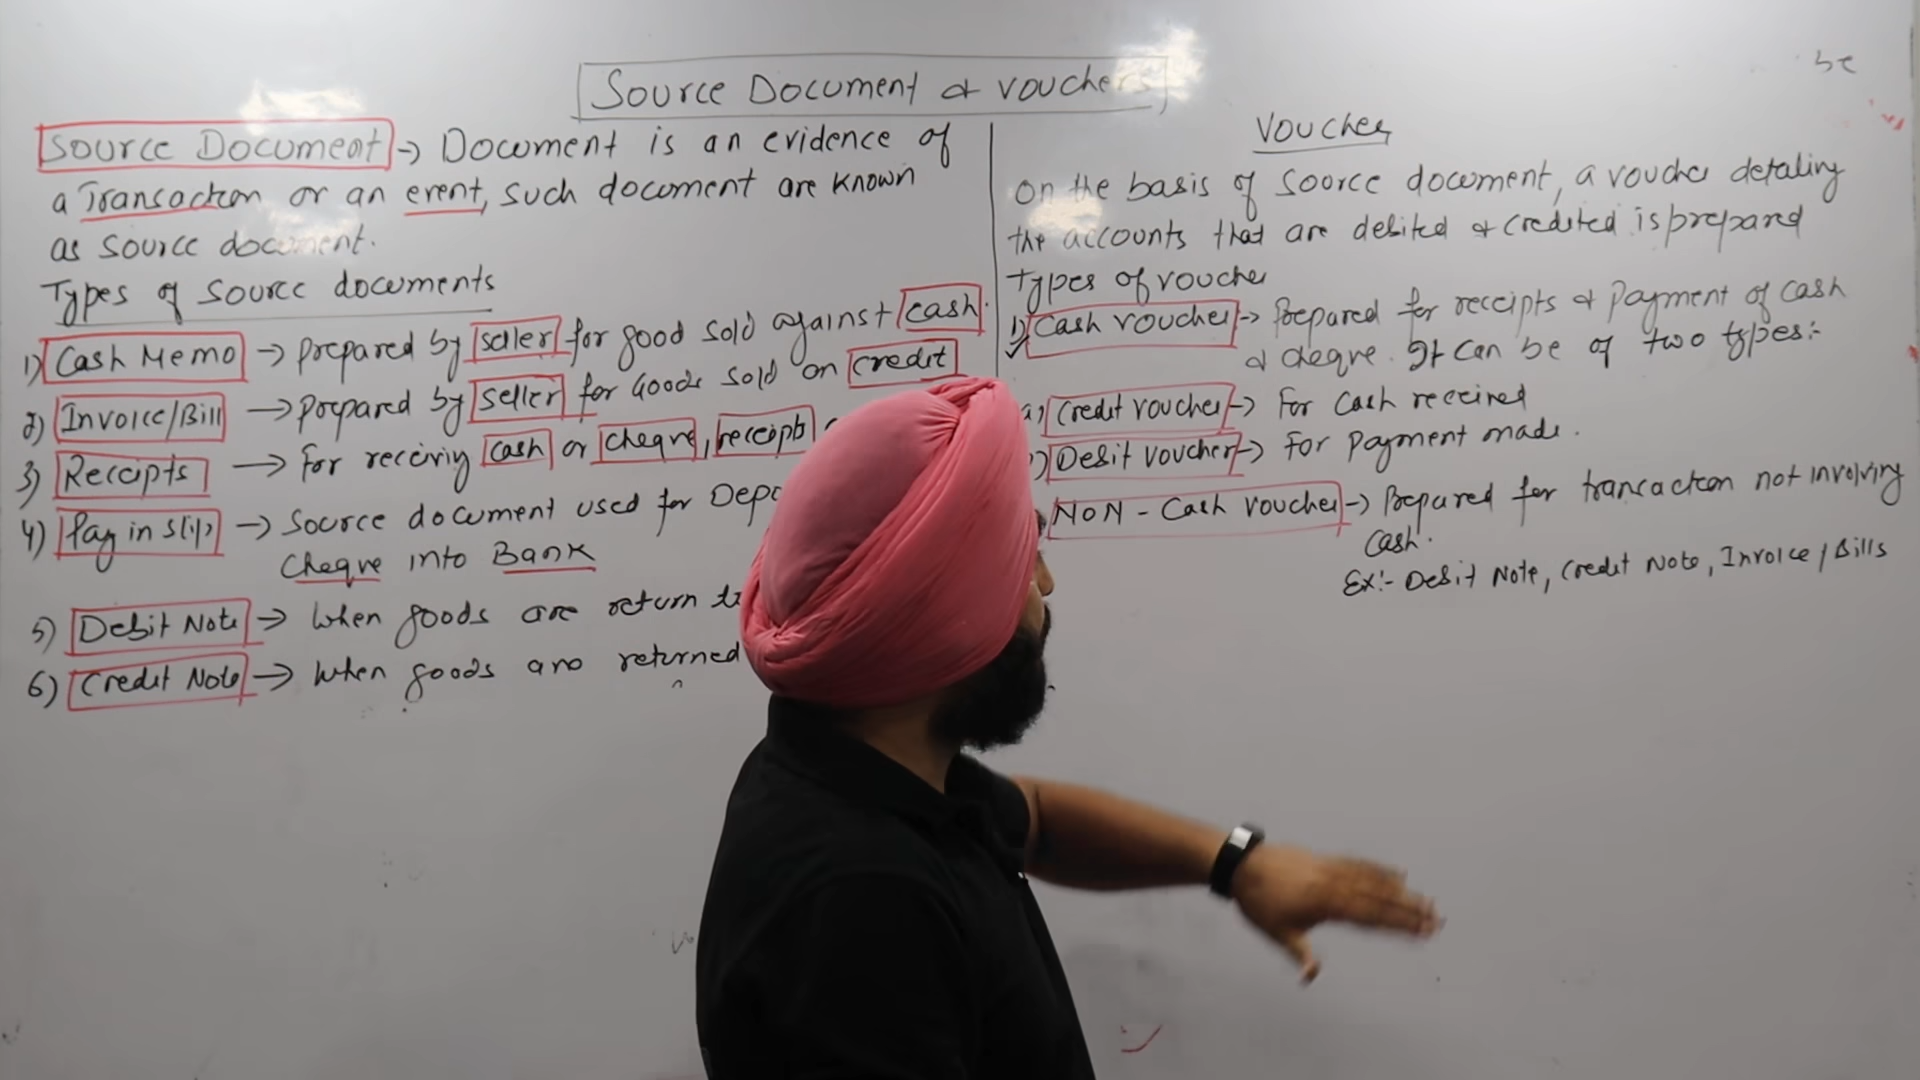 Source Document & Vouchers
Source Document → Document is an evidence of
a Transaction or an event, such document are known
as source document.
Types of source documents
1) Cash Memo → prepared by seller for good sold against cash.
2) Invoice/Bill → prepared by seller for Goods sold on credit
3) Receipts → for receiving cash or cheque, receipts
4) Pay in slip → Source document used for Depo
Cheque into Bank
5) Debit Note → When goods are return t
6) Credit Note → When goods are returned
Voucher
On the basis of source document, a voucher detaling
the accounts that are debited & credited is prepared
Types of voucher
1) Cash voucher → Prepared for receipts & Payment of cash
& cheque. It can be of two types:-
a) Credit voucher → For cash received
) Debit voucher → For Payment made.
NON - Cash Voucher → Prepared for transaction not involving
Cash.
Ex:- Debit Note, Credit Note, Invoice / Bills
be